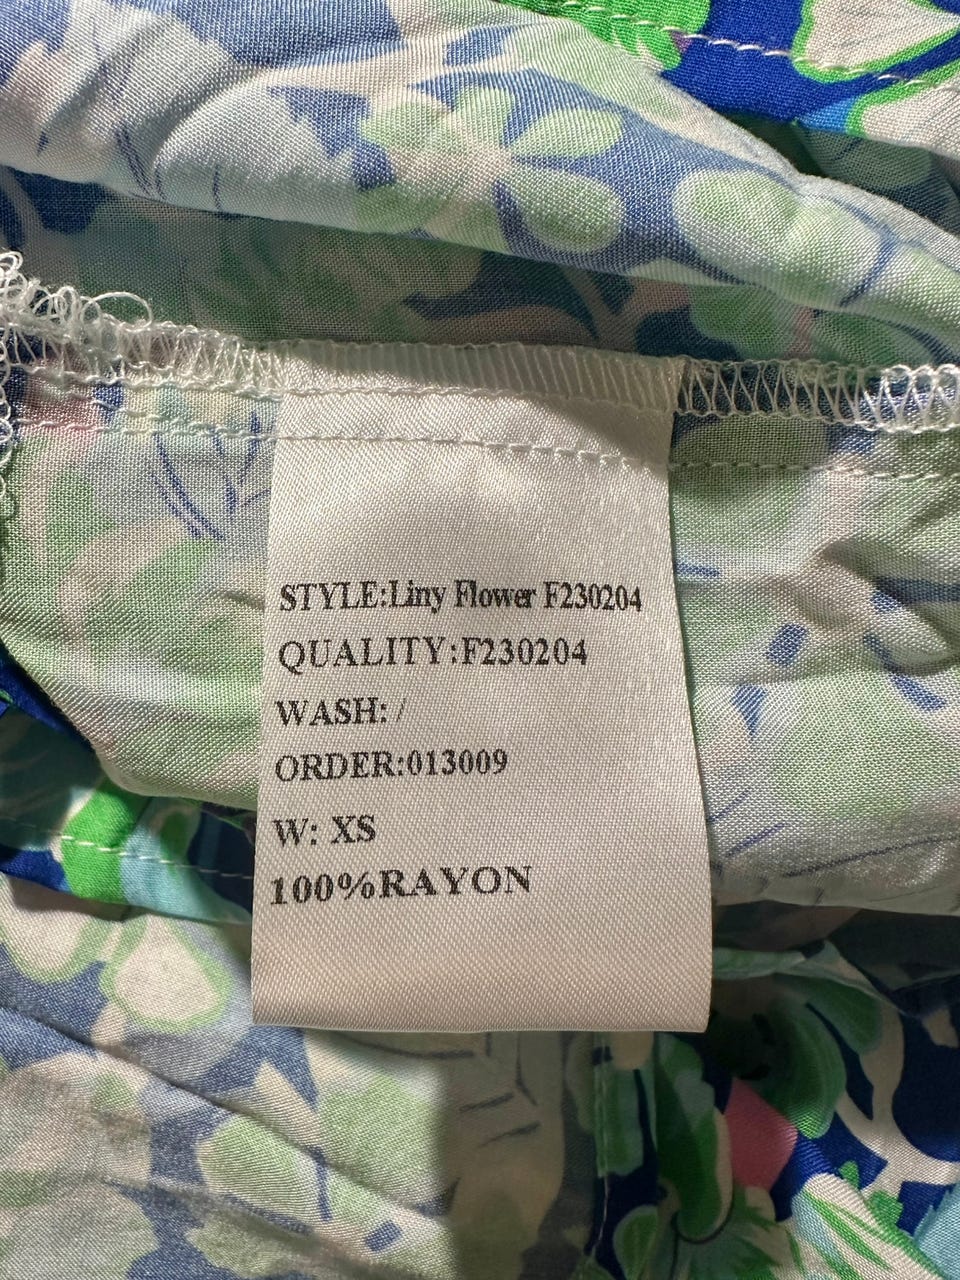 STYLE:Liny Flower F230204
QUALITY:F230204
WASH: /
ORDER:013009
W: XS
100%RAYON